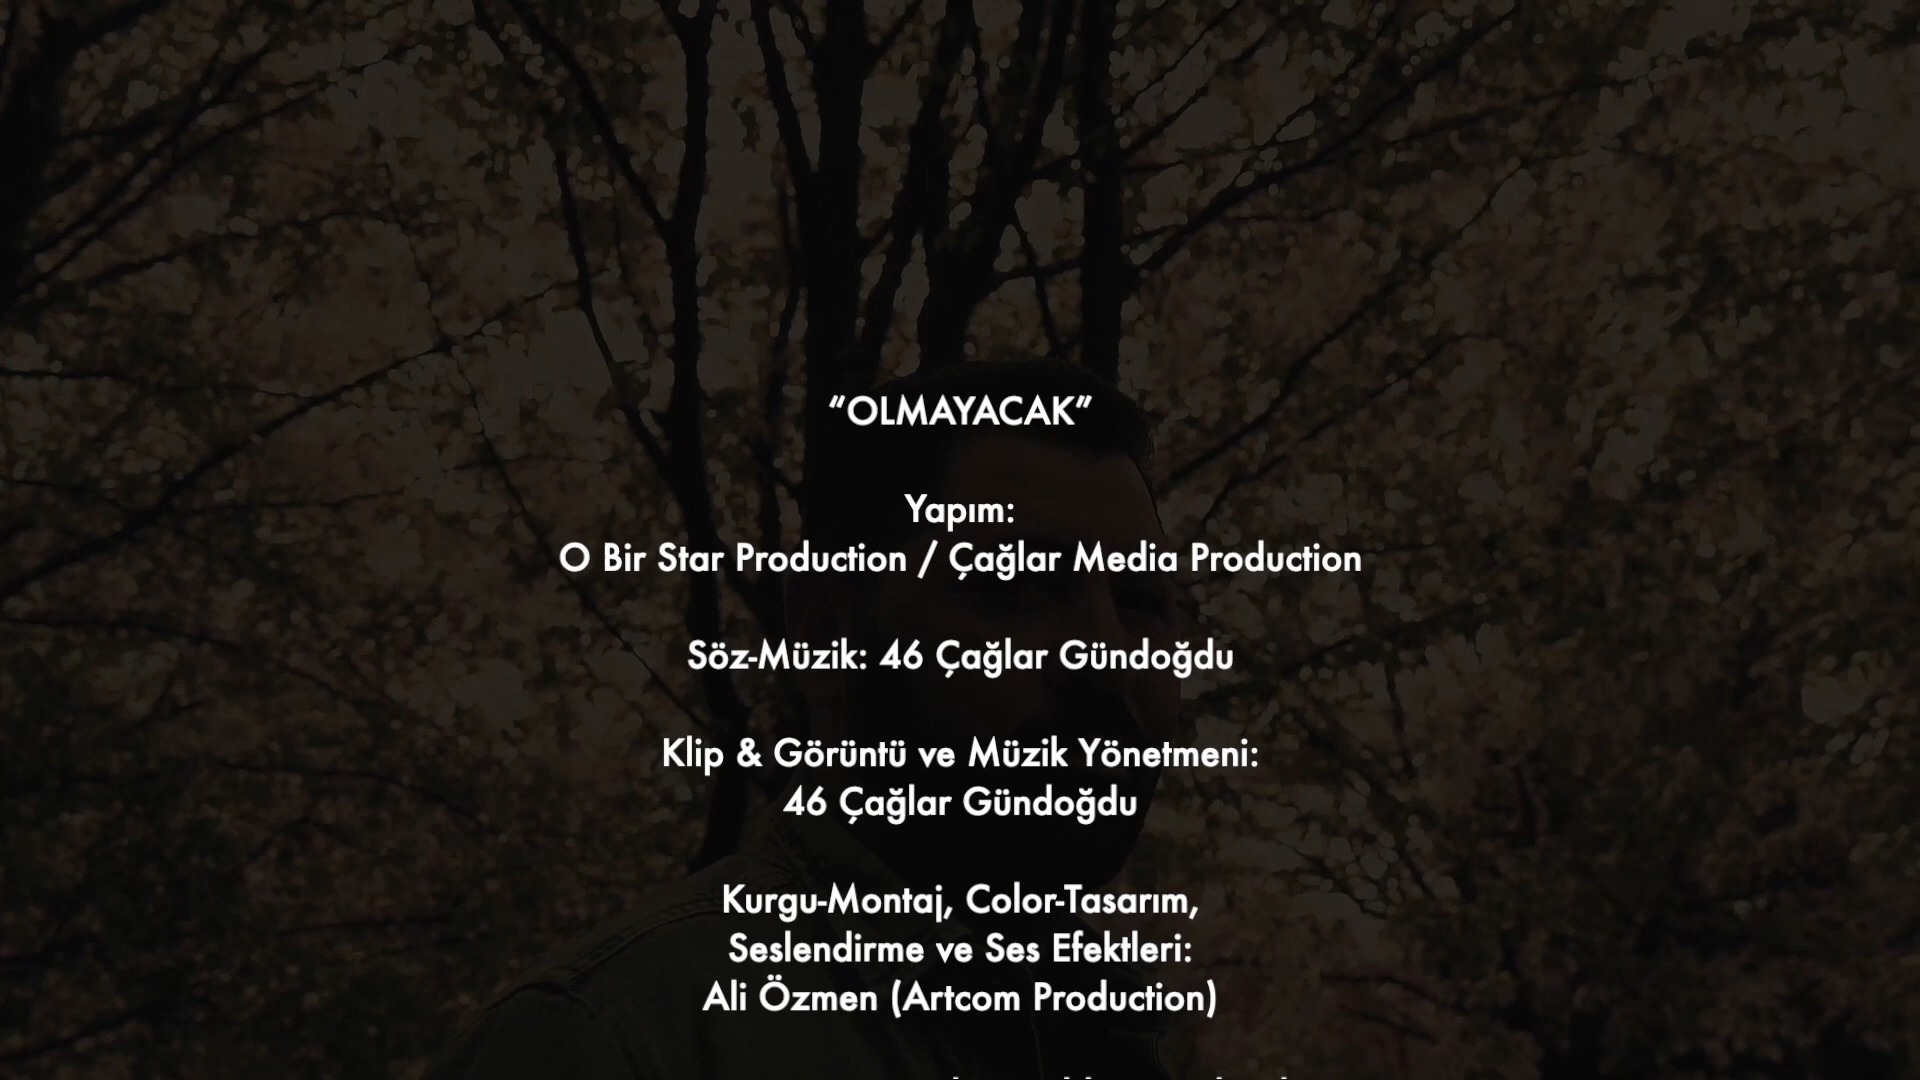 “OLMAYACAK”
Yapım:
O Bir Star Production / Çağlar Media Production
Söz-Müzik: 46 Çağlar Gündoğdu
Klip & Görüntü ve Müzik Yönetmeni:
46 Çağlar Gündoğdu
Kurgu-Montaj, Color-Tasarım,
Seslendirme ve Ses Efektleri:
Ali Özmen (Artcom Production)